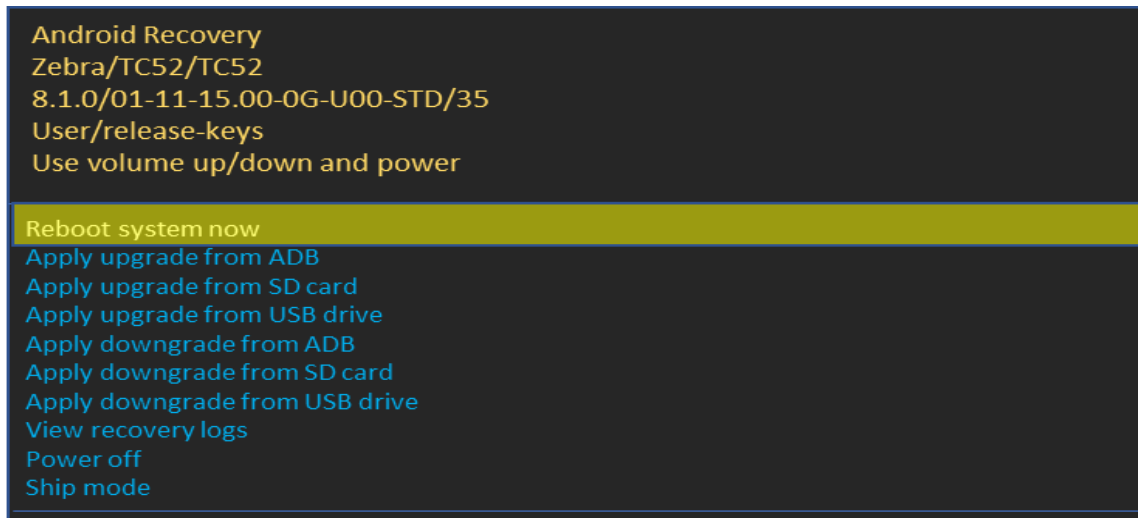 Android Recovery
Zebra/TC52/TC52
8.1.0/01-11-15.00-0G-U00-STD/35
User/release-keys
Use volume up/down and power
Reboot system now
Apply upgrade from ADB
Apply upgrade from SD card
Apply upgrade from USB drive
Apply downgrade from ADB
Apply downgrade from SD card
Apply downgrade from USB drive
View recovery logs
Power off
Ship mode